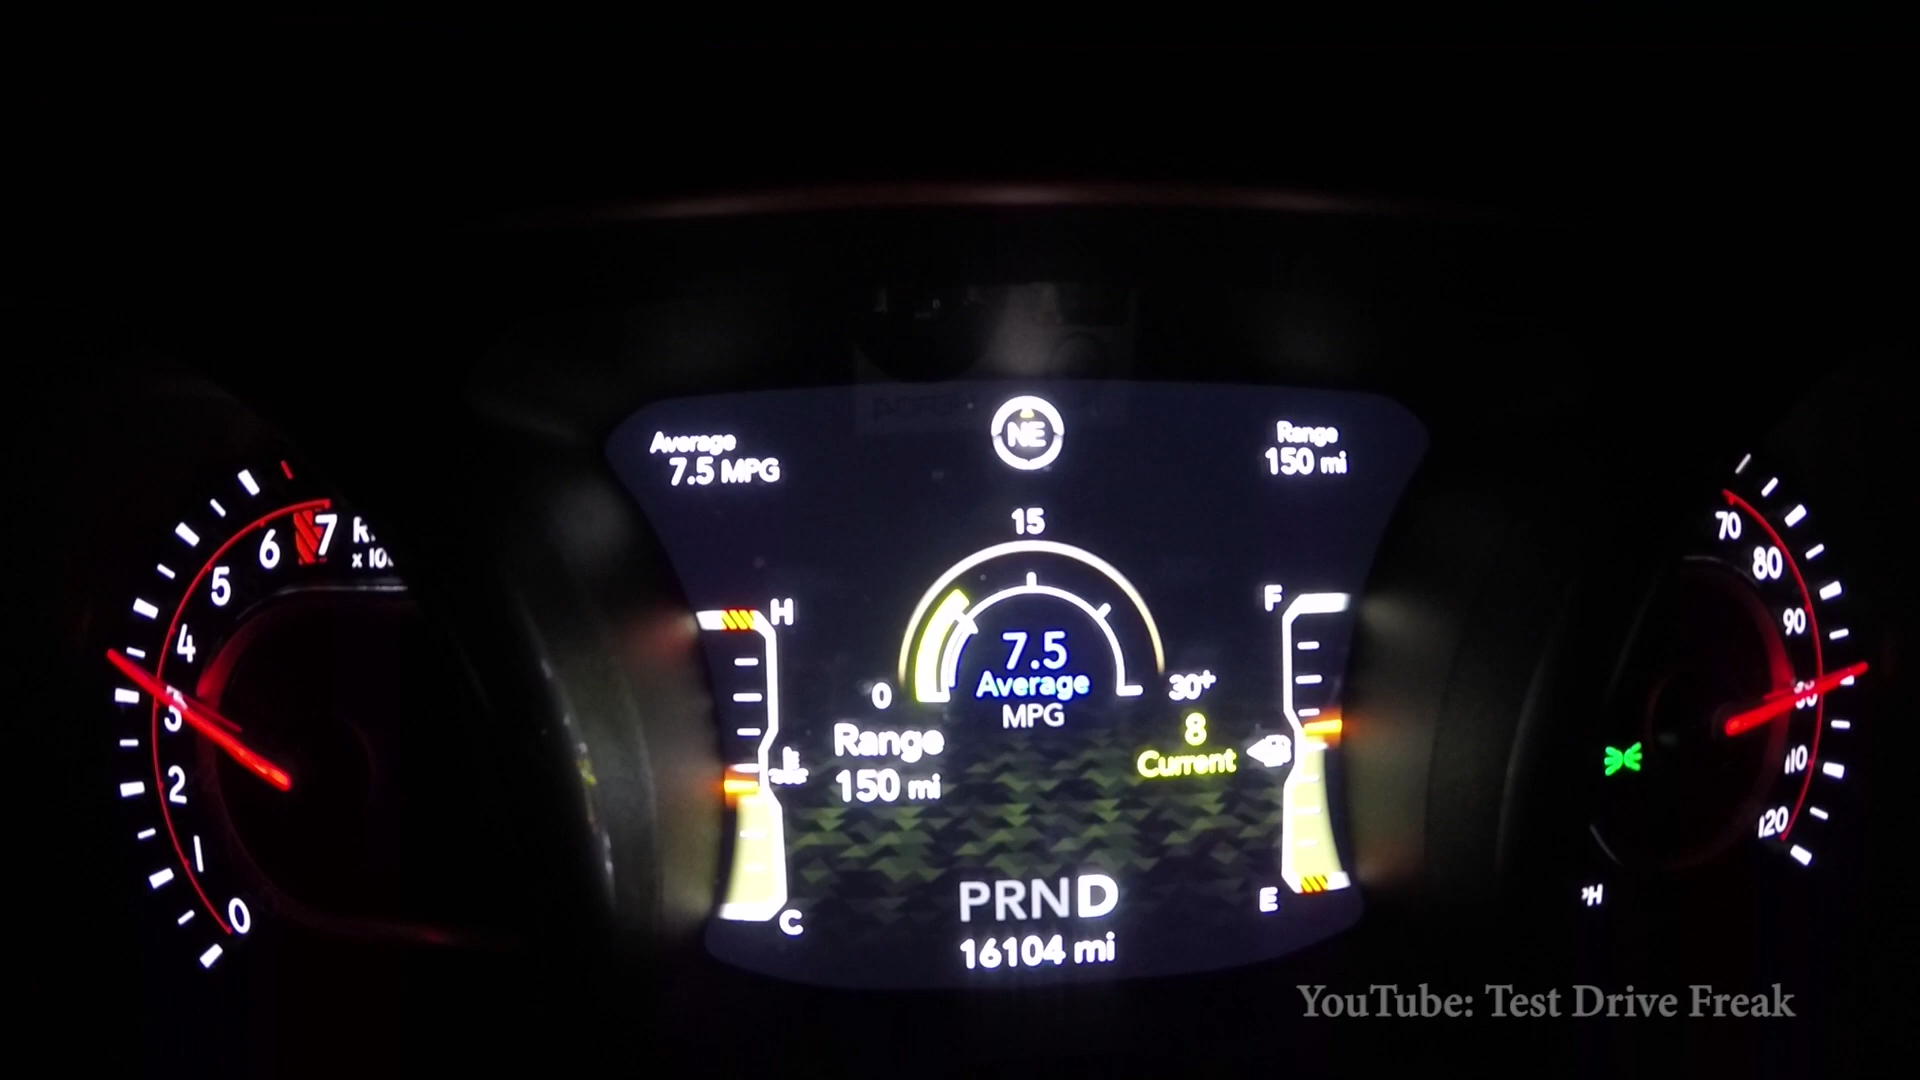 Average
7.5 MPG
NE
Range
150 mi
15
7.5
Average
MPG
0
30+
Range
150 mi
8
Current
H
C
F
E
PRND
16104 mi
7
6
5
4
3
2
1
0
70
80
90
110
120
YouTube: Test Drive Freak